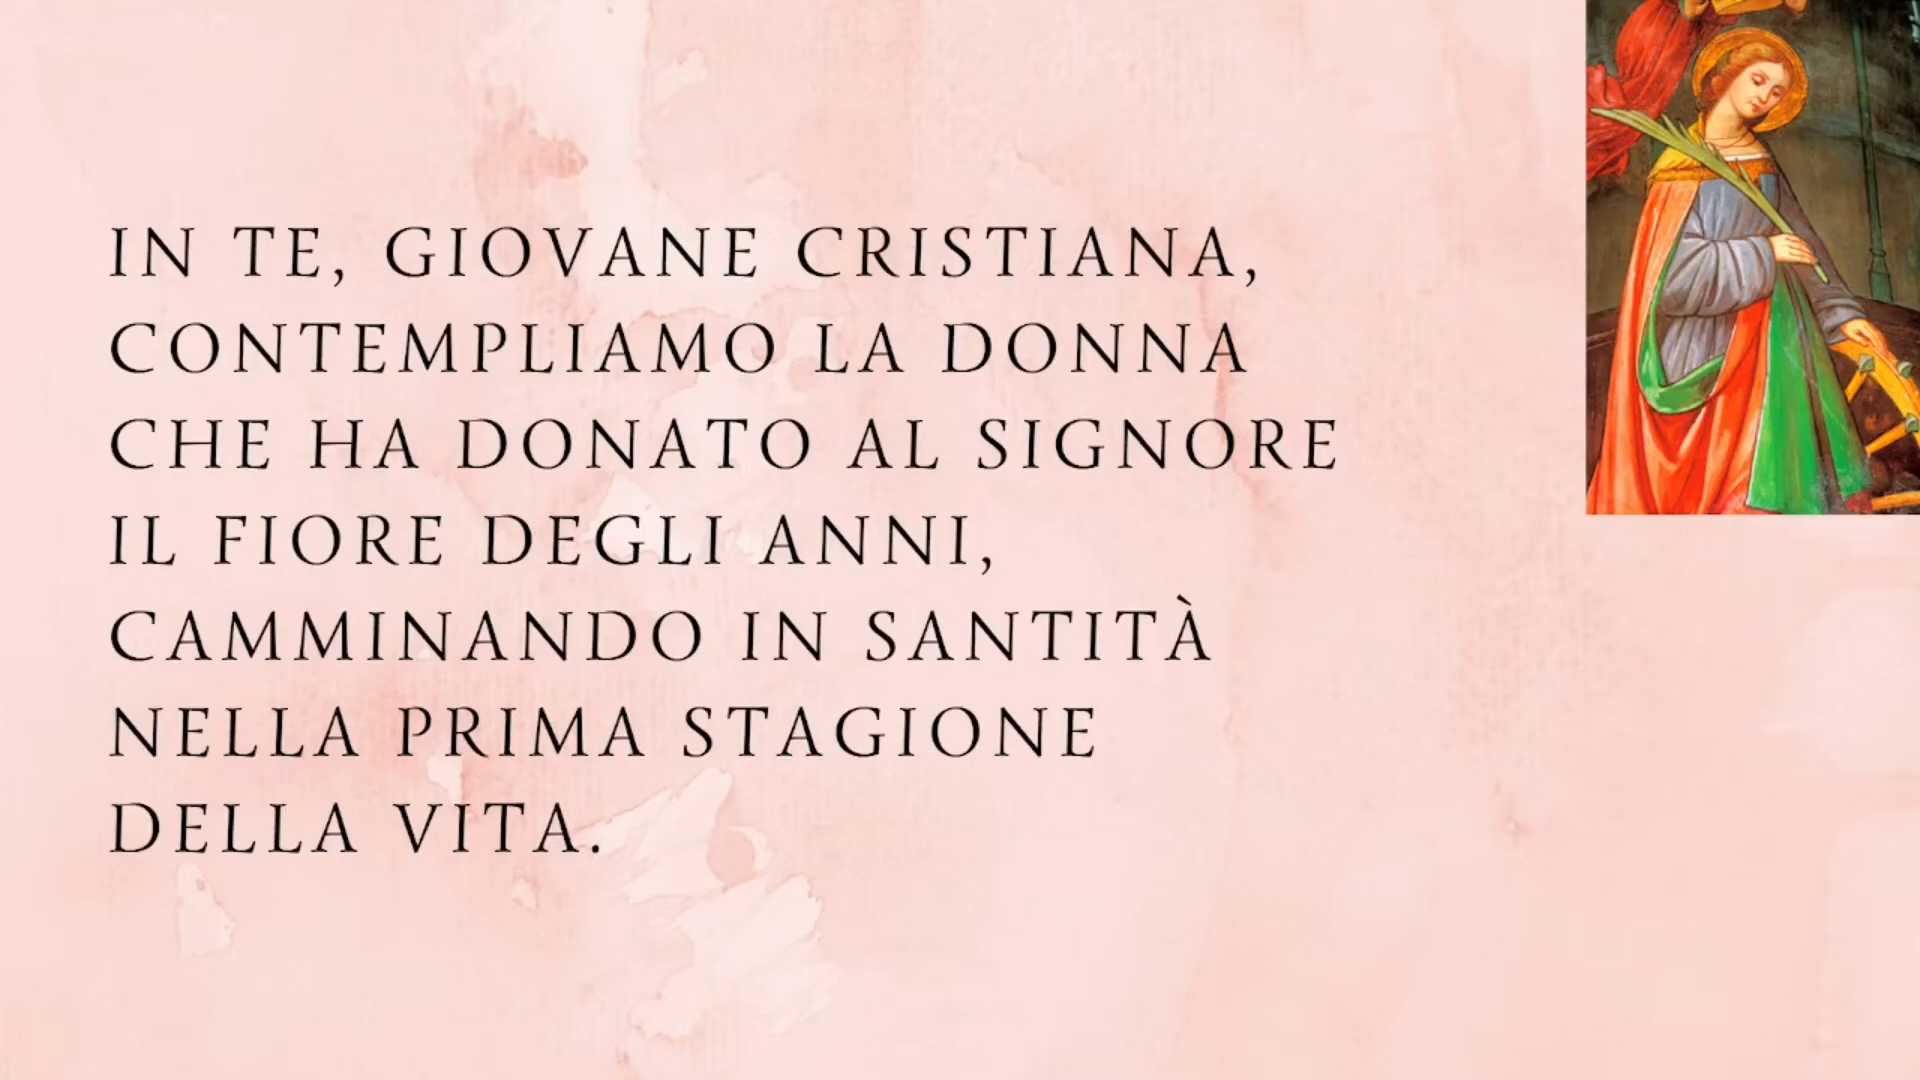 IN TE, GIOVANE CRISTIANA,
CONTEMPLIAMO LA DONNA
CHE HA DONATO AL SIGNORE
IL FIORE DEGLI ANNI,
CAMMINANDO IN SANTITÀ
NELLA PRIMA STAGIONE
DELLA VITA.